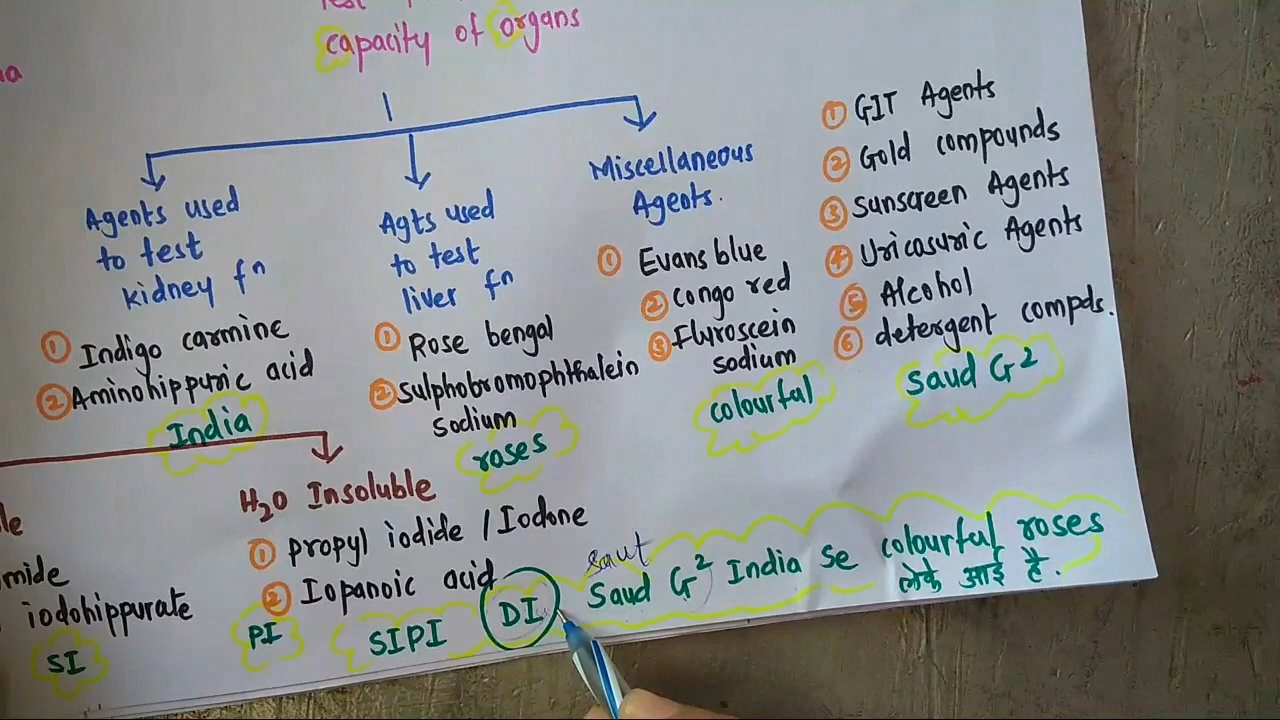 capacity of organs
Agents used
to test
kidney fⁿ
① Indigo carmine
② Aminohippuric acid
India
Agts used
to test
liver fⁿ
① Rose bengal
② Sulphobromophthalein
sodium
roses
Miscellaneous
Agents.
① Evans blue
② Congo red
③ Fluroscein
sodium
colourful
① GIT Agents
② Gold compounds
③ Sunscreen Agents
④ Uricasuric Agents
⑤ Alcohol
⑥ detergent compds.
Saud G²
mide
iodohippurate
SI
H₂O Insoluble
① propyl iodide / Iodone
② Iopanoic acid
PI
SIPI DI saut Saud G² India Se colourful roses
लेके आई है.